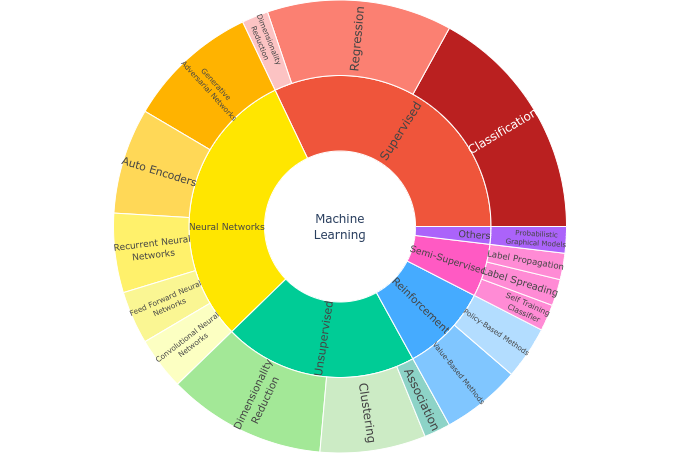 Machine
Learning
Supervised
Classification
Regression
Dimensionality
Reduction
Neural Networks
Generative
Adversarial Networks
Auto Encoders
Recurrent Neural
Networks
Feed Forward Neural
Networks
Convolutional Neural
Networks
Unsupervised
Dimensionality
Reduction
Clustering
Association
Reinforcement
Value-Based Methods
Policy-Based Methods
Semi-Supervised
Self Training
Classifier
Label Spreading
Label Propagation
Others
Probabilistic
Graphical Models